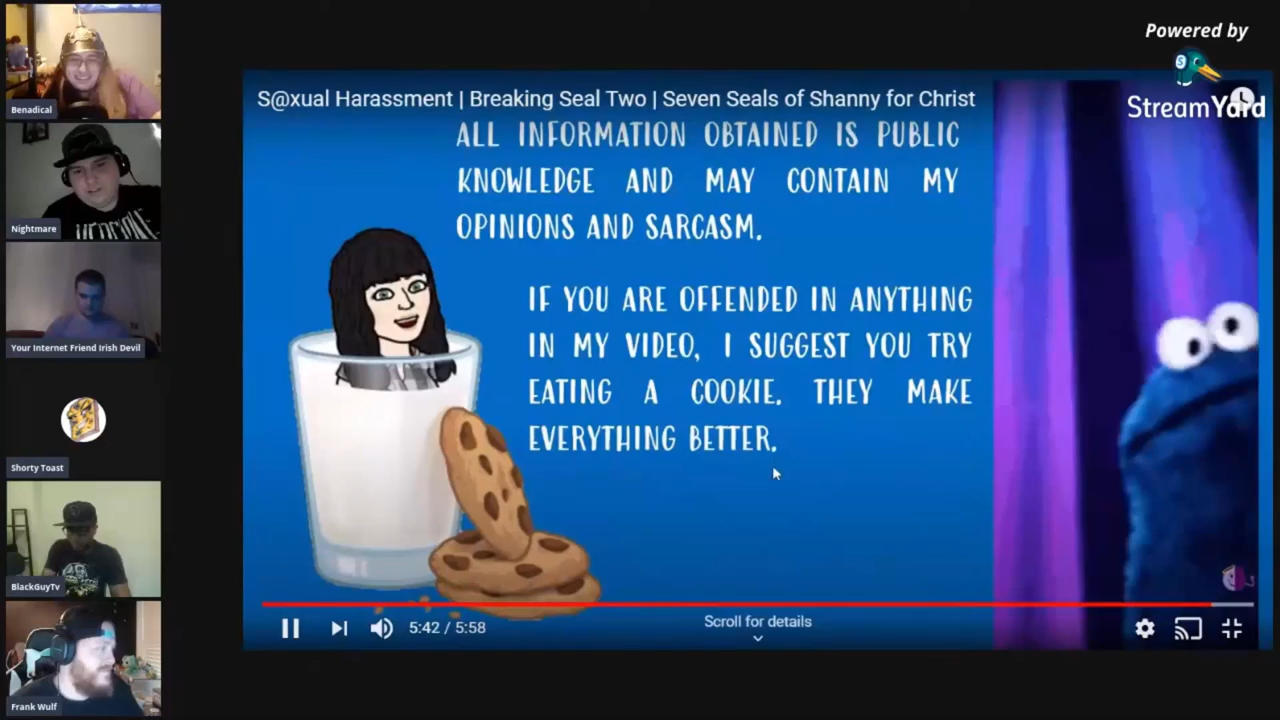 Benadical
Nightmare
Your Internet Friend Irish Devil
Shorty Toast
BlackGuyTv
Frank Wulf
Powered by
StreamYard
S@xual Harassment | Breaking Seal Two | Seven Seals of Shanny for Christ
ALL INFORMATION OBTAINED IS PUBLIC
KNOWLEDGE AND MAY CONTAIN MY
OPINIONS AND SARCASM.
IF YOU ARE OFFENDED IN ANYTHING
IN MY VIDEO, I SUGGEST YOU TRY
EATING A COOKIE. THEY MAKE
EVERYTHING BETTER.
5:42 / 5:58
Scroll for details